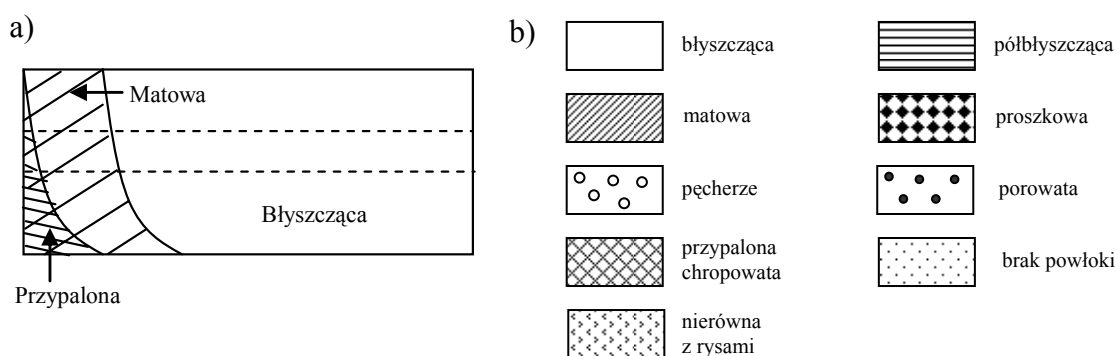 a)
Matowa
Błyszcząca
Przypalona
b)
błyszcząca
półbłyszcząca
matowa
proszkowa
pęcherze
porowata
przypalona
chropowata
brak powłoki
nierówna
z rysami